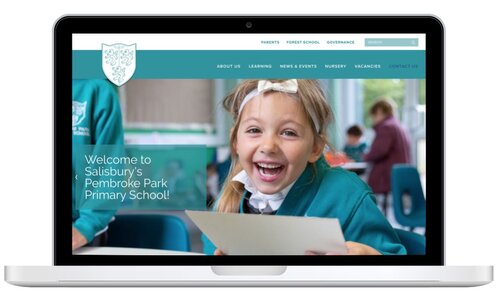 PARENTS FOREST SCHOOL GOVERNANCE
ABOUT US LEARNING NEWS & EVENTS NURSERY VACANCIES CONTACT US
Welcome to
Salisbury's
Pembroke Park
Primary School!